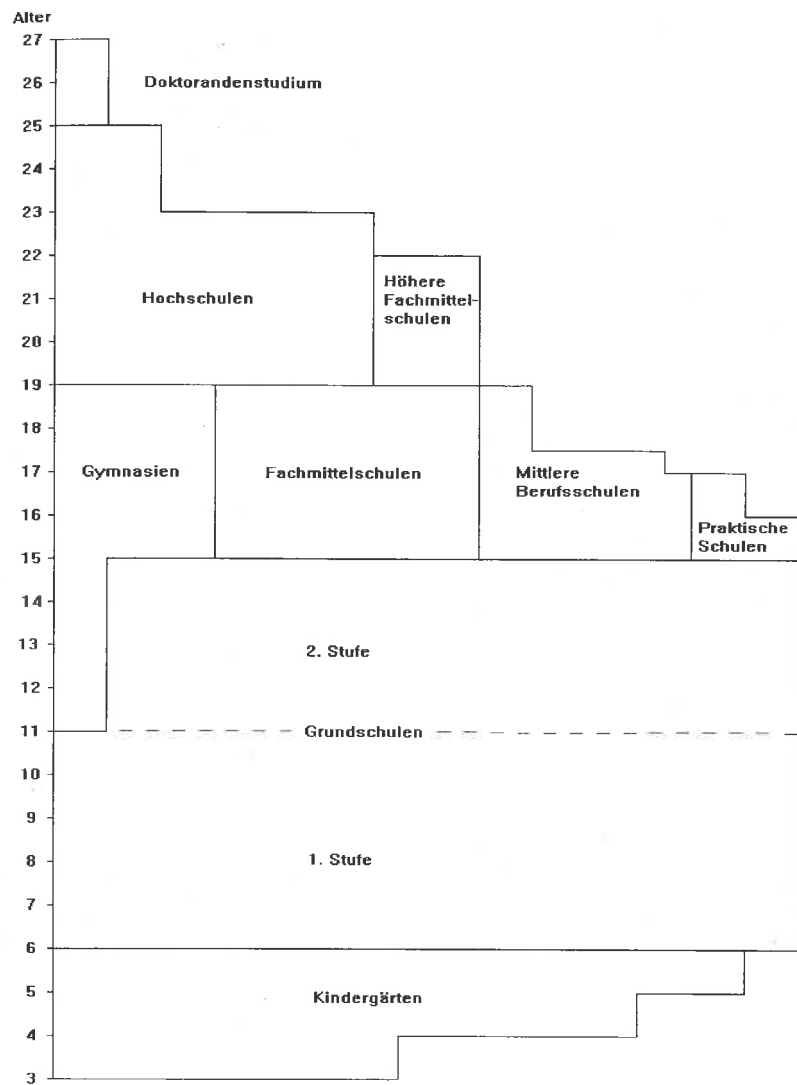 Alter
27
26
Doktorandenstudium
25
24
23
22
Höhere
21
Hochschulen
Fachmittel-
schulen
20
19
18
17
Gymnasien
Fachmittelschulen
Mittlere
Berufsschulen
16
Praktische
Schulen
15
14
13
2. Stufe
12
11
Grundschulen
10
9
8
1. Stufe
7
6
5
Kindergärten
4
3